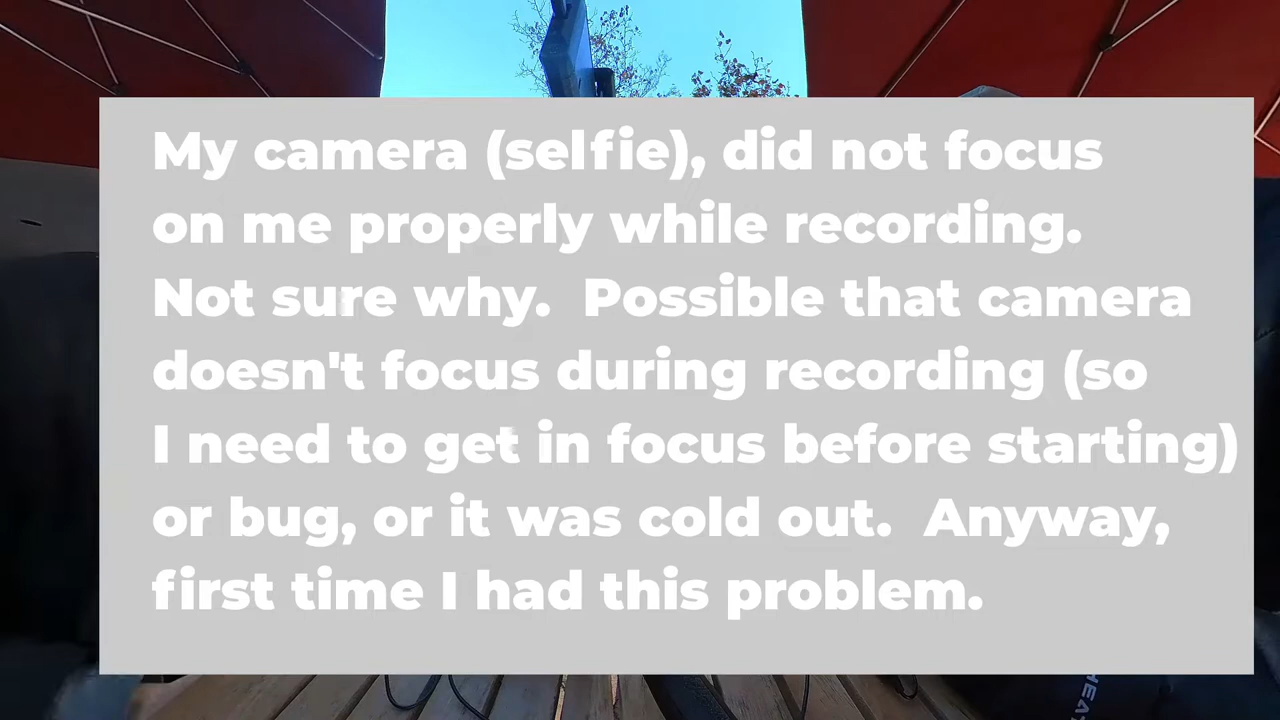 My camera (selfie), did not focus
on me properly while recording.
Not sure why.  Possible that camera
doesn't focus during recording (so
I need to get in focus before starting)
or bug, or it was cold out.  Anyway,
first time I had this problem.